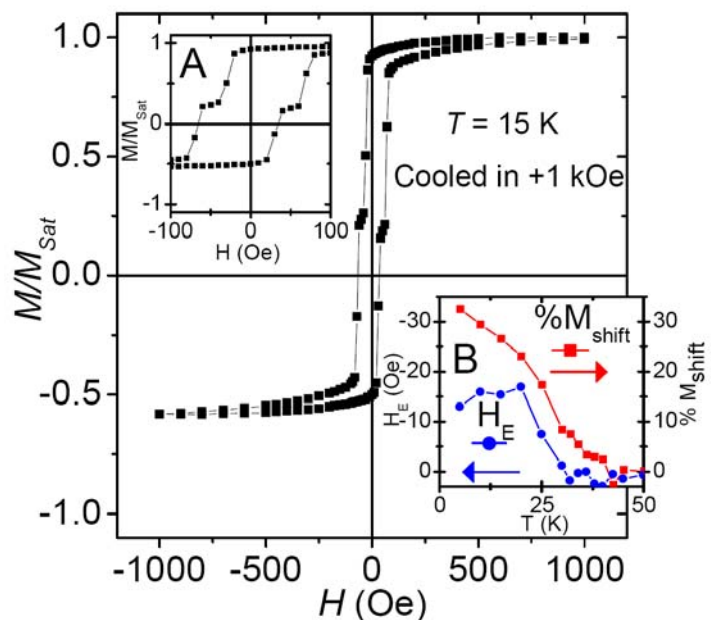 1.0
0.5
0.0
-0.5
-1.0
M/M_Sat
-1000 -500 0 500 1000
H (Oe)
T = 15 K
Cooled in +1 kOe
A
1
0
-1
M/M_Sat
-100 0 100
H (Oe)
B
%M_shift
H_E
-30
-20
-10
0
H_E (Oe)
30
20
10
0
% M_shift
0 25 50
T (K)